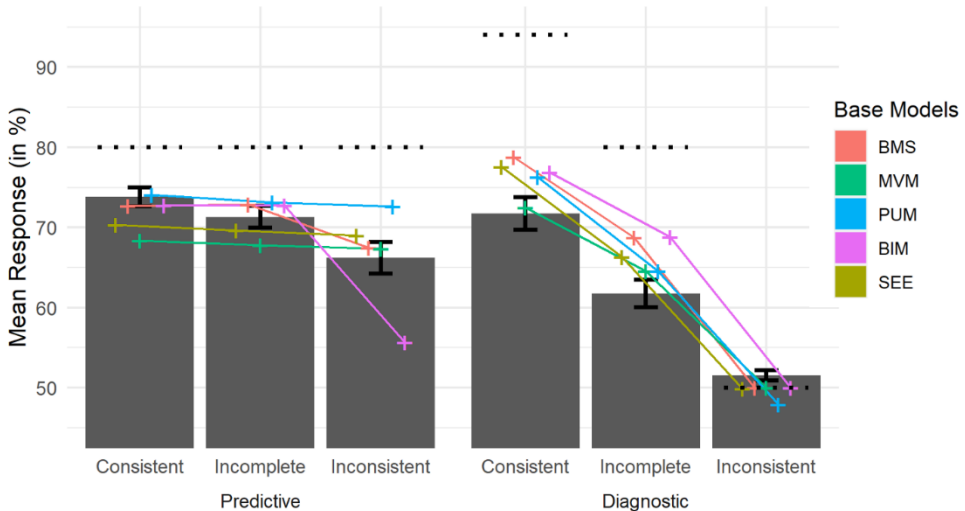 Mean Response (in %)
90
80
70
60
50
Consistent Incomplete Inconsistent Consistent Incomplete Inconsistent
Predictive Diagnostic
Base Models
BMS
MVM
PUM
BIM
SEE